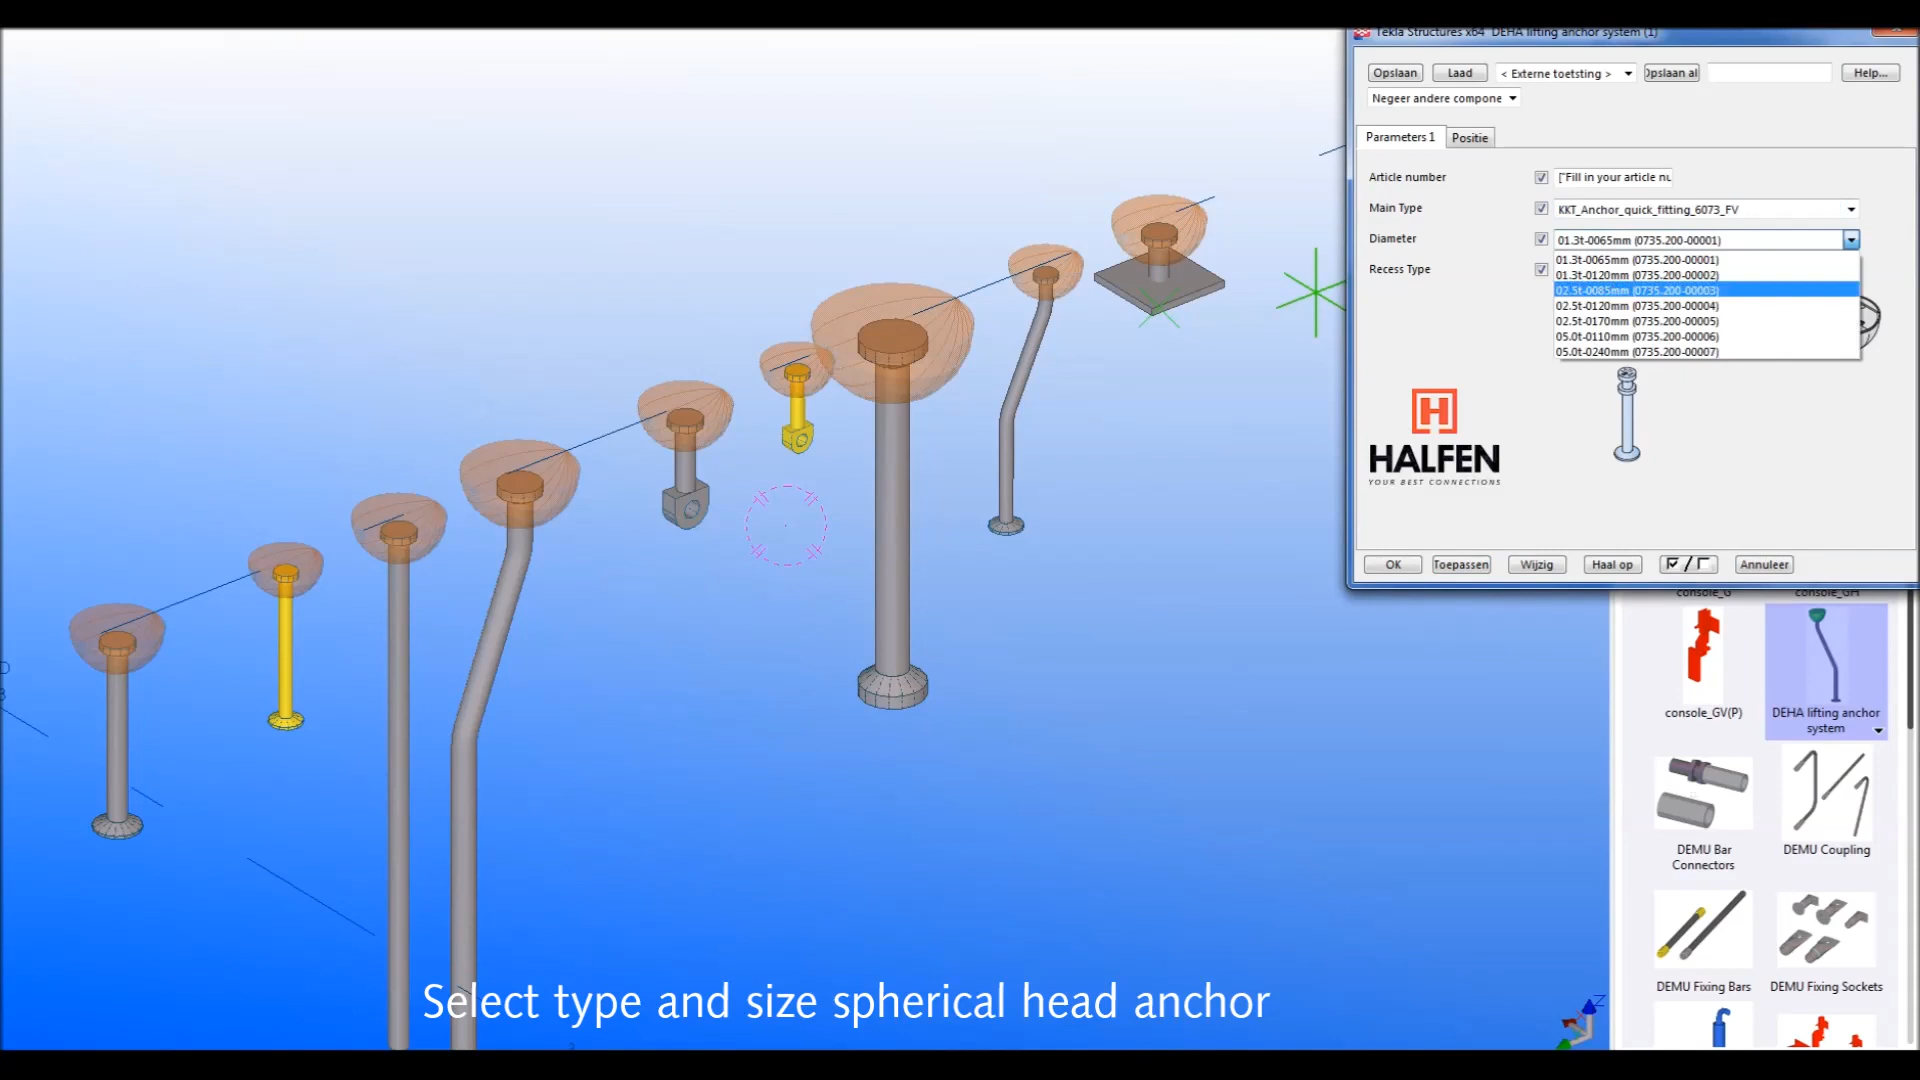 Tekla Structures x64 DEHA lifting anchor system (1)
Opslaan Laad < Externe toetsting > Opslaan al Help...
Negeer andere compone
Parameters 1 Positie
Article number ["Fill in your article nu
Main Type KKT_Anchor_quick_fitting_6073_FV
Diameter 01.3t-0065mm (0735.200-00001)
01.3t-0065mm (0735.200-00001)
Recess Type 01.3t-0120mm (0735.200-00002)
02.5t-0085mm (0735.200-00003)
02.5t-0120mm (0735.200-00004)
02.5t-0170mm (0735.200-00005)
05.0t-0110mm (0735.200-00006)
05.0t-0240mm (0735.200-00007)
H
HALFEN
YOUR BEST CONNECTIONS
OK Toepassen Wijzig Haal op / Annuleer
console_G console_GH
console_GV(P) DEHA lifting anchor
system
DEMU Bar
Connectors
DEMU Coupling
DEMU Fixing Bars DEMU Fixing Sockets
Z
Select type and size spherical head anchor